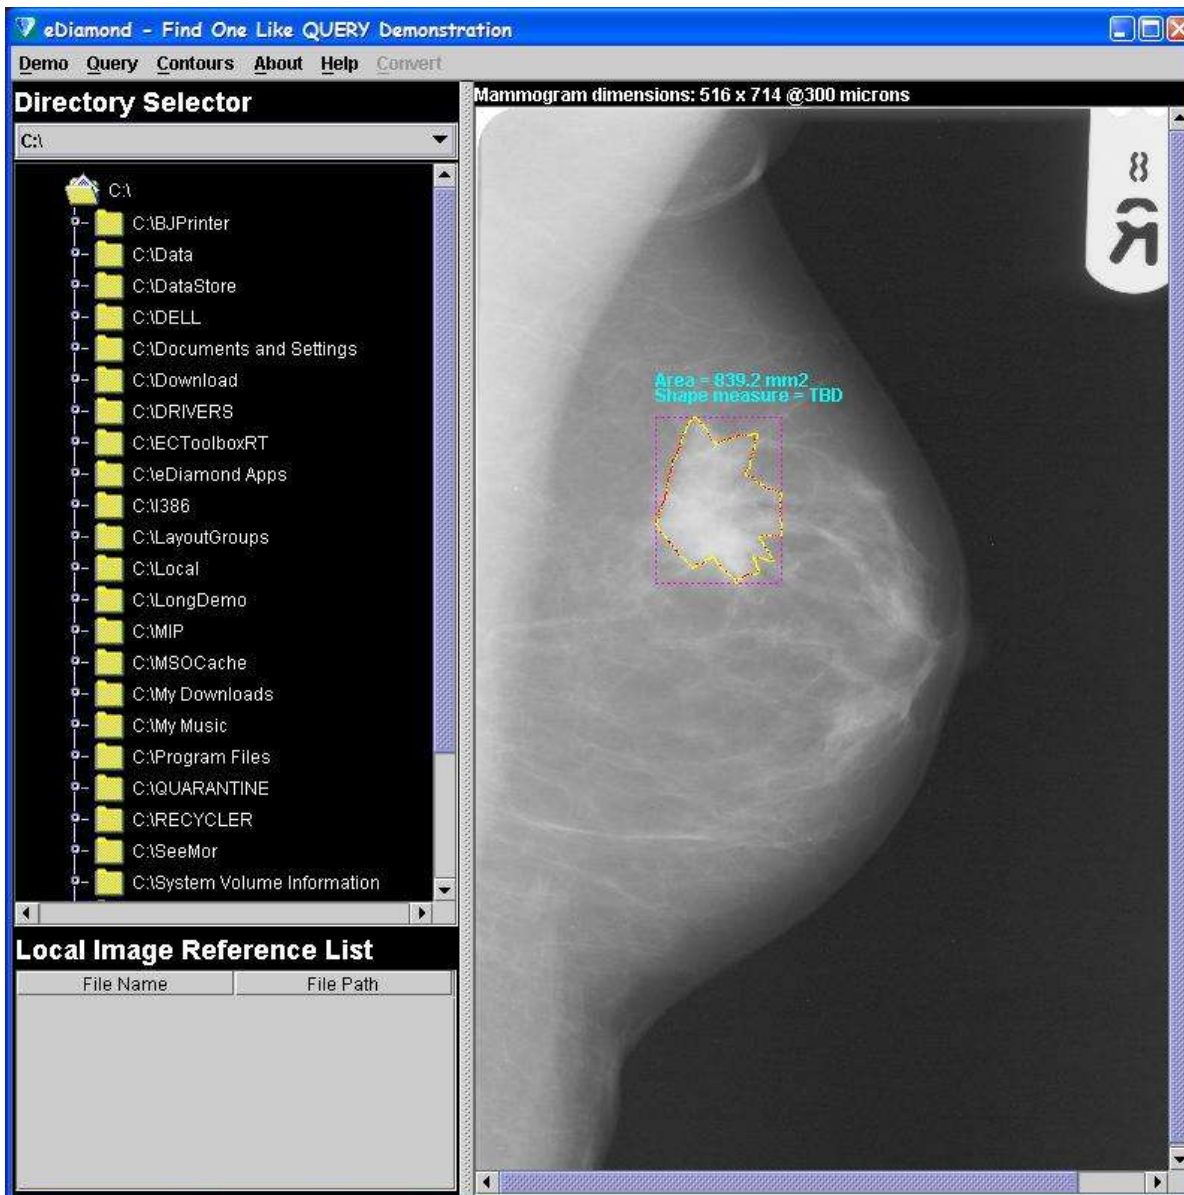 eDiamond - Find One Like QUERY Demonstration
Demo Query Contours About Help Convert
Directory Selector
C:\
C:\
C:\BJPrinter
C:\Data
C:\DataStore
C:\DELL
C:\Documents and Settings
C:\Download
C:\DRIVERS
C:\ECToolboxRT
C:\eDiamond Apps
C:\I386
C:\LayoutGroups
C:\Local
C:\LongDemo
C:\MIP
C:\MSOCache
C:\My Downloads
C:\My Music
C:\Program Files
C:\QUARANTINE
C:\RECYCLER
C:\SeeMor
C:\System Volume Information
Local Image Reference List
File Name File Path
Mammogram dimensions: 516 x 714 @300 microns
Area = 839.2 mm2
Shape measure = TBD